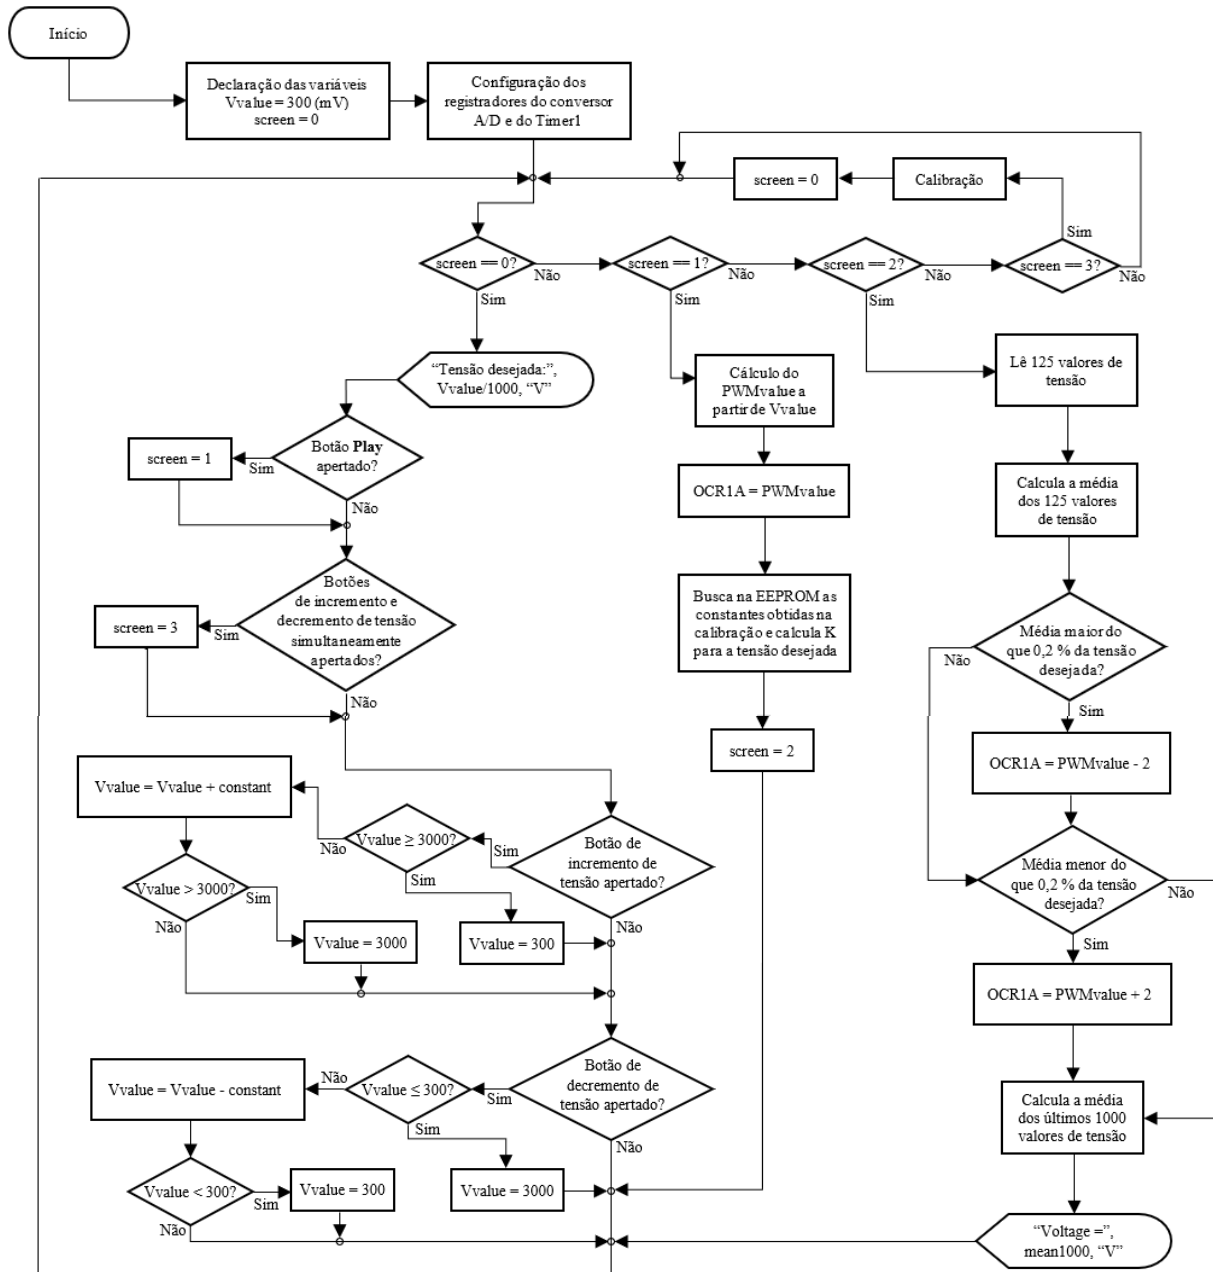 Início
Declaração das variáveis
Vvalue = 300 (mV)
screen = 0
Configuração dos
registradores do conversor
A/D e do Timer1
screen = 0
Calibração
Sim
screen == 0?
Não
screen == 1?
Não
screen == 2?
Não
screen == 3?
Não
Sim
Sim
Sim
“Tensão desejada:”,
Vvalue/1000, “V”
Botão Play
apertado?
Sim
screen = 1
Não
Botões
de incremento e
decremento de tensão
simultaneamente
apertados?
Sim
screen = 3
Não
Cálculo do
PWMvalue a
partir de Vvalue
OCR1A = PWMvalue
Busca na EEPROM as
constantes obtidas na
calibração e calcula K
para a tensão desejada
screen = 2
Lê 125 valores de
tensão
Calcula a média
dos 125 valores
de tensão
Média maior do
que 0,2 % da tensão
desejada?
Não
Sim
OCR1A = PWMvalue - 2
Média menor do
que 0,2 % da tensão
desejada?
Não
Sim
OCR1A = PWMvalue + 2
Calcula a média
dos últimos 1000
valores de tensão
“Voltage =”,
mean1000, “V”
Botão de
incremento de
tensão apertado?
Sim
Não
Vvalue ≥ 3000?
Não
Sim
Vvalue = Vvalue + constant
Vvalue > 3000?
Sim
Não
Vvalue = 3000
Vvalue = 300
Botão de
decremento de
tensão apertado?
Sim
Não
Vvalue ≤ 300?
Não
Sim
Vvalue = Vvalue - constant
Vvalue < 300?
Sim
Não
Vvalue = 300
Vvalue = 3000